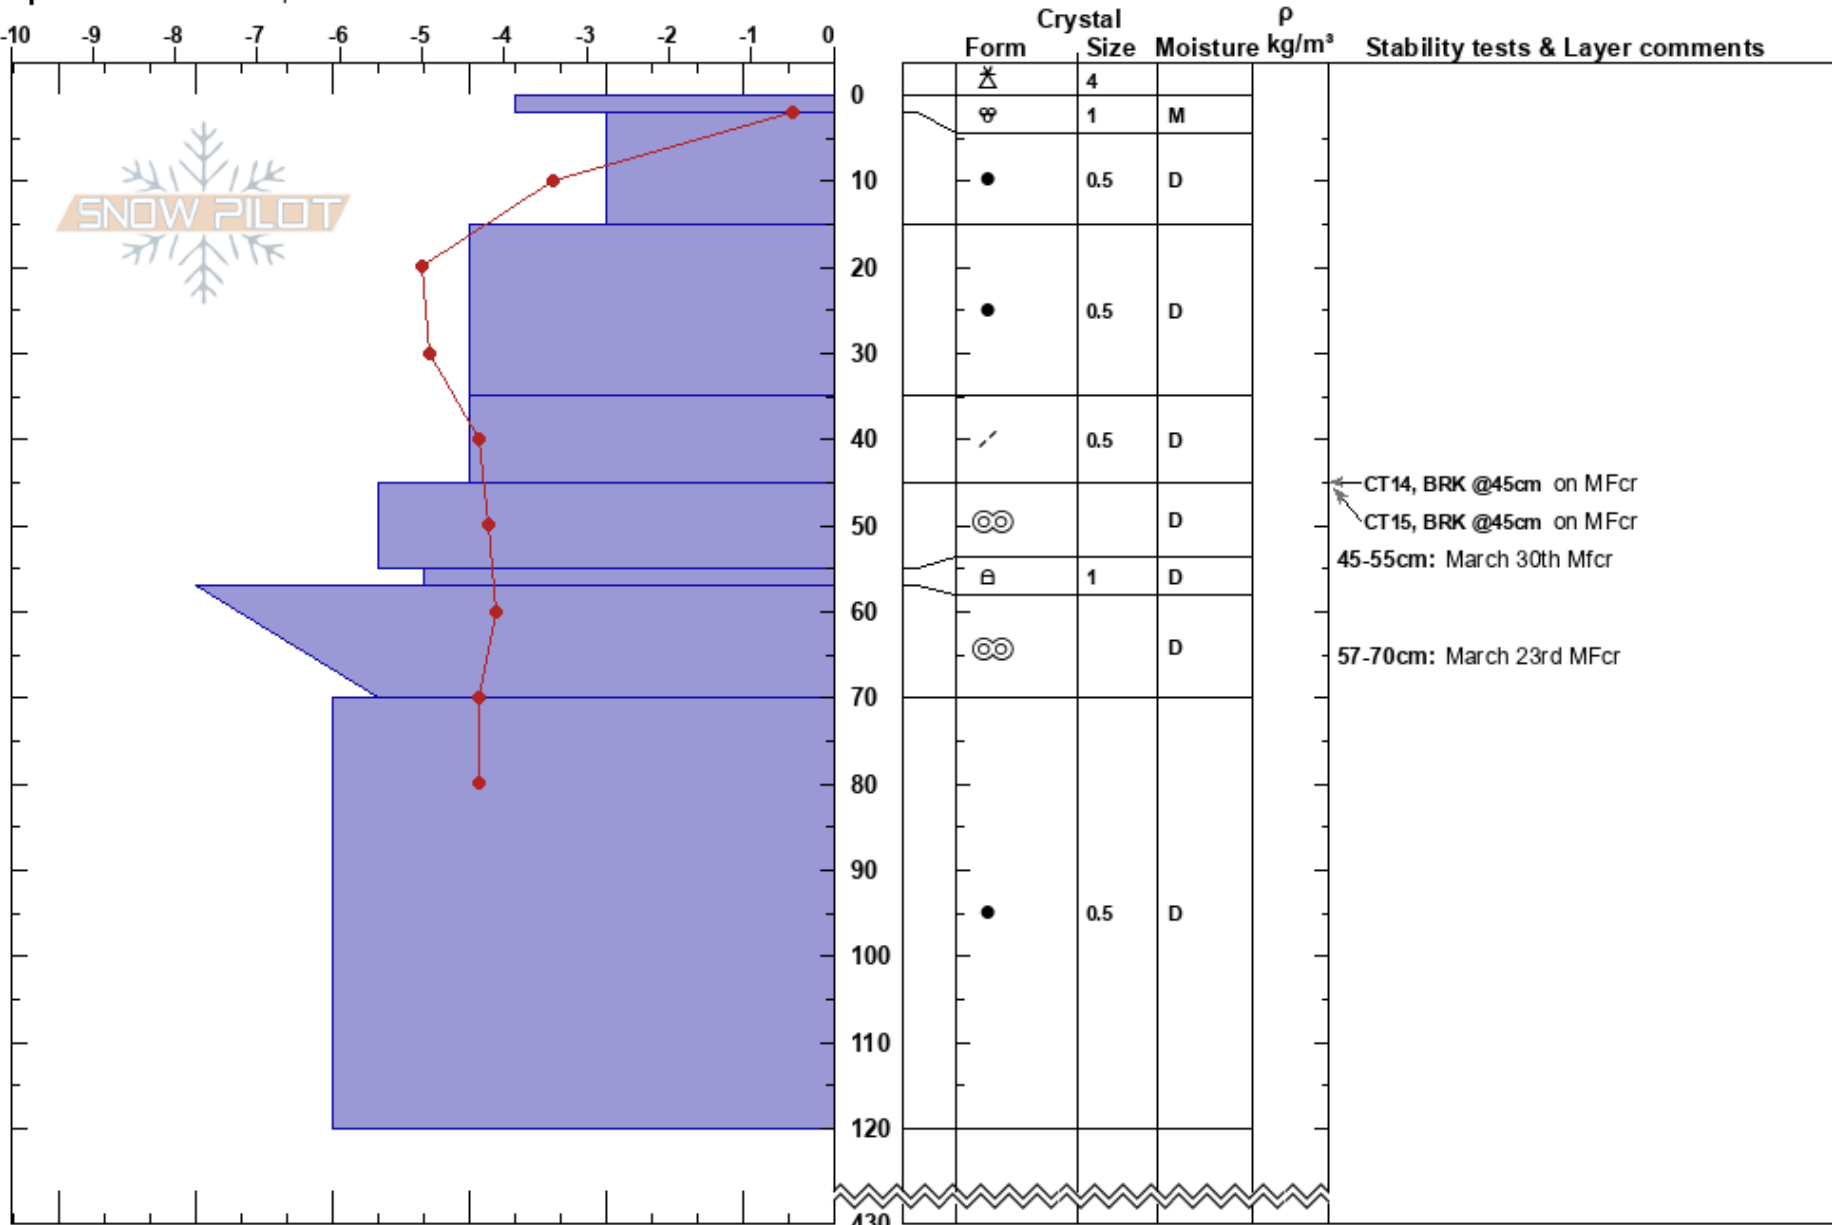 Crystal ρ
-10 -9 -8 -7 -6 -5 -4 -3 -2 -1 0 Form Size Moisture kg/m³ Stability tests & Layer comments
4
0
1 M
10 0.5 D
SNOW PILOT
20
0.5 D
30
40 0.5 D
CT14, BRK @45cm on MFcr
50 D CT15, BRK @45cm on MFcr
45-55cm: March 30th Mfcr
1 D
60
D 57-70cm: March 23rd MFcr
70
80
90
0.5 D
100
110
120
430